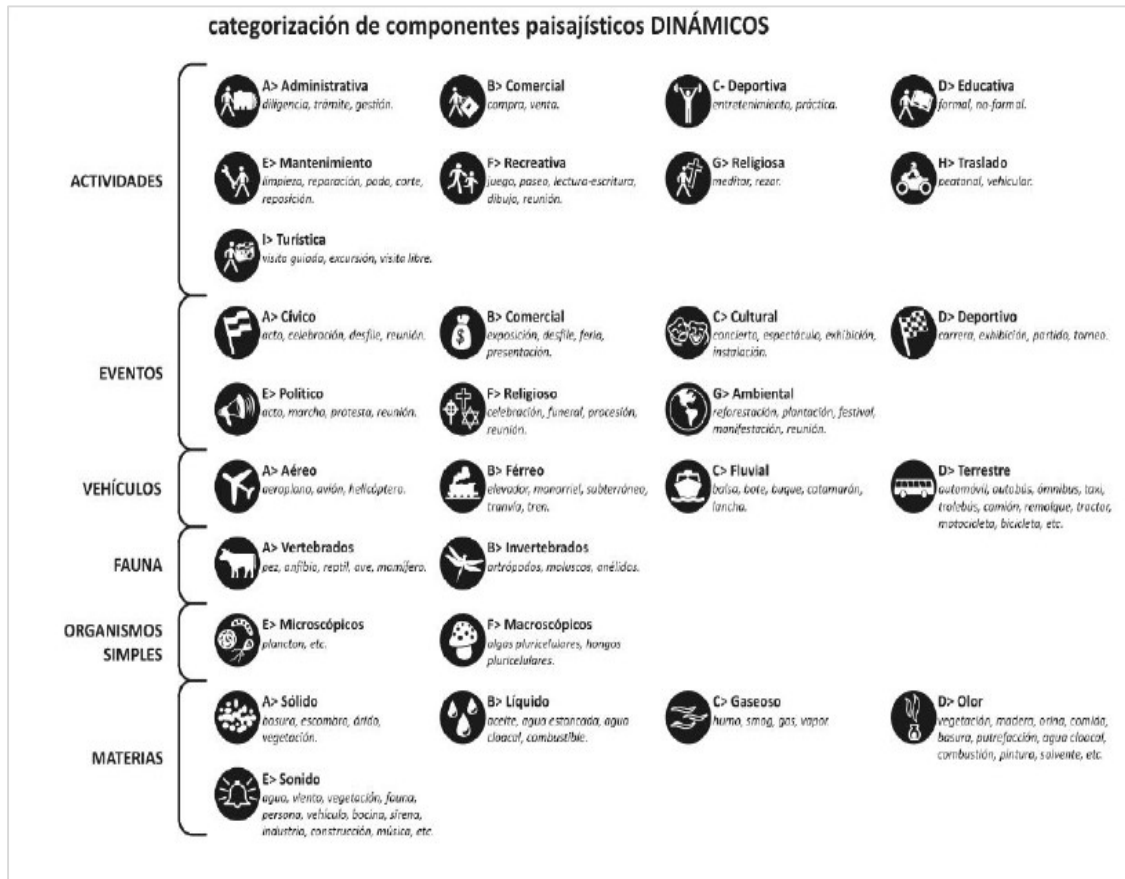 categorización de componentes paisajísticos DINÁMICOS
ACTIVIDADES
A> Administrativa
diligencia, trámite, gestión.
B> Comercial
compra, venta.
C- Deportiva
entretenimiento, práctica.
D> Educativa
formal, no-formal.
E> Mantenimiento
limpieza, reparación, poda, corte,
reposición.
F> Recreativa
juego, paseo, lectura-escritura,
dibujo, reunión.
G> Religiosa
meditar, rezar.
H> Traslado
peatonal, vehicular.
I> Turística
visita guiada, excursión, visita libre.
EVENTOS
A> Cívico
acto, celebración, desfile, reunión.
B> Comercial
exposición, desfile, feria,
presentación.
C> Cultural
concierto, espectáculo, exhibición,
instalación.
D> Deportivo
carrera, exhibición, partido, torneo.
E> Político
acto, marcha, protesta, reunión.
F> Religioso
celebración, funeral, procesión,
reunión.
G> Ambiental
reforestación, plantación, festival,
manifestación, reunión.
VEHÍCULOS
A> Aéreo
aeroplano, avión, helicóptero.
B> Férreo
elevador, monorriel, subterráneo,
tranvía, tren.
C> Fluvial
balsa, bote, buque, catamarán,
lancha.
D> Terrestre
automóvil, autobús, ómnibus, taxi,
trolebús, camión, remolque, tractor,
motocicleta, bicicleta, etc.
FAUNA
A> Vertebrados
pez, anfibio, reptil, ave, mamífero.
B> Invertebrados
artrópodos, moluscos, anélidos.
ORGANISMOS
SIMPLES
E> Microscópicos
plancton, etc.
F> Macroscópicos
algas pluricelulares, hongos
pluricelulares.
MATERIAS
A> Sólido
basura, escombro, árido,
vegetación.
B> Líquido
aceite, agua estancada, agua
cloacal, combustible.
C> Gaseoso
humo, smog, gas, vapor.
D> Olor
vegetación, madera, orina, comida,
basura, putrefacción, agua cloacal,
combustión, pintura, solvente, etc.
E> Sonido
agua, viento, vegetación, fauna,
persona, vehículo, bocina, sirena,
industria, construcción, música, etc.